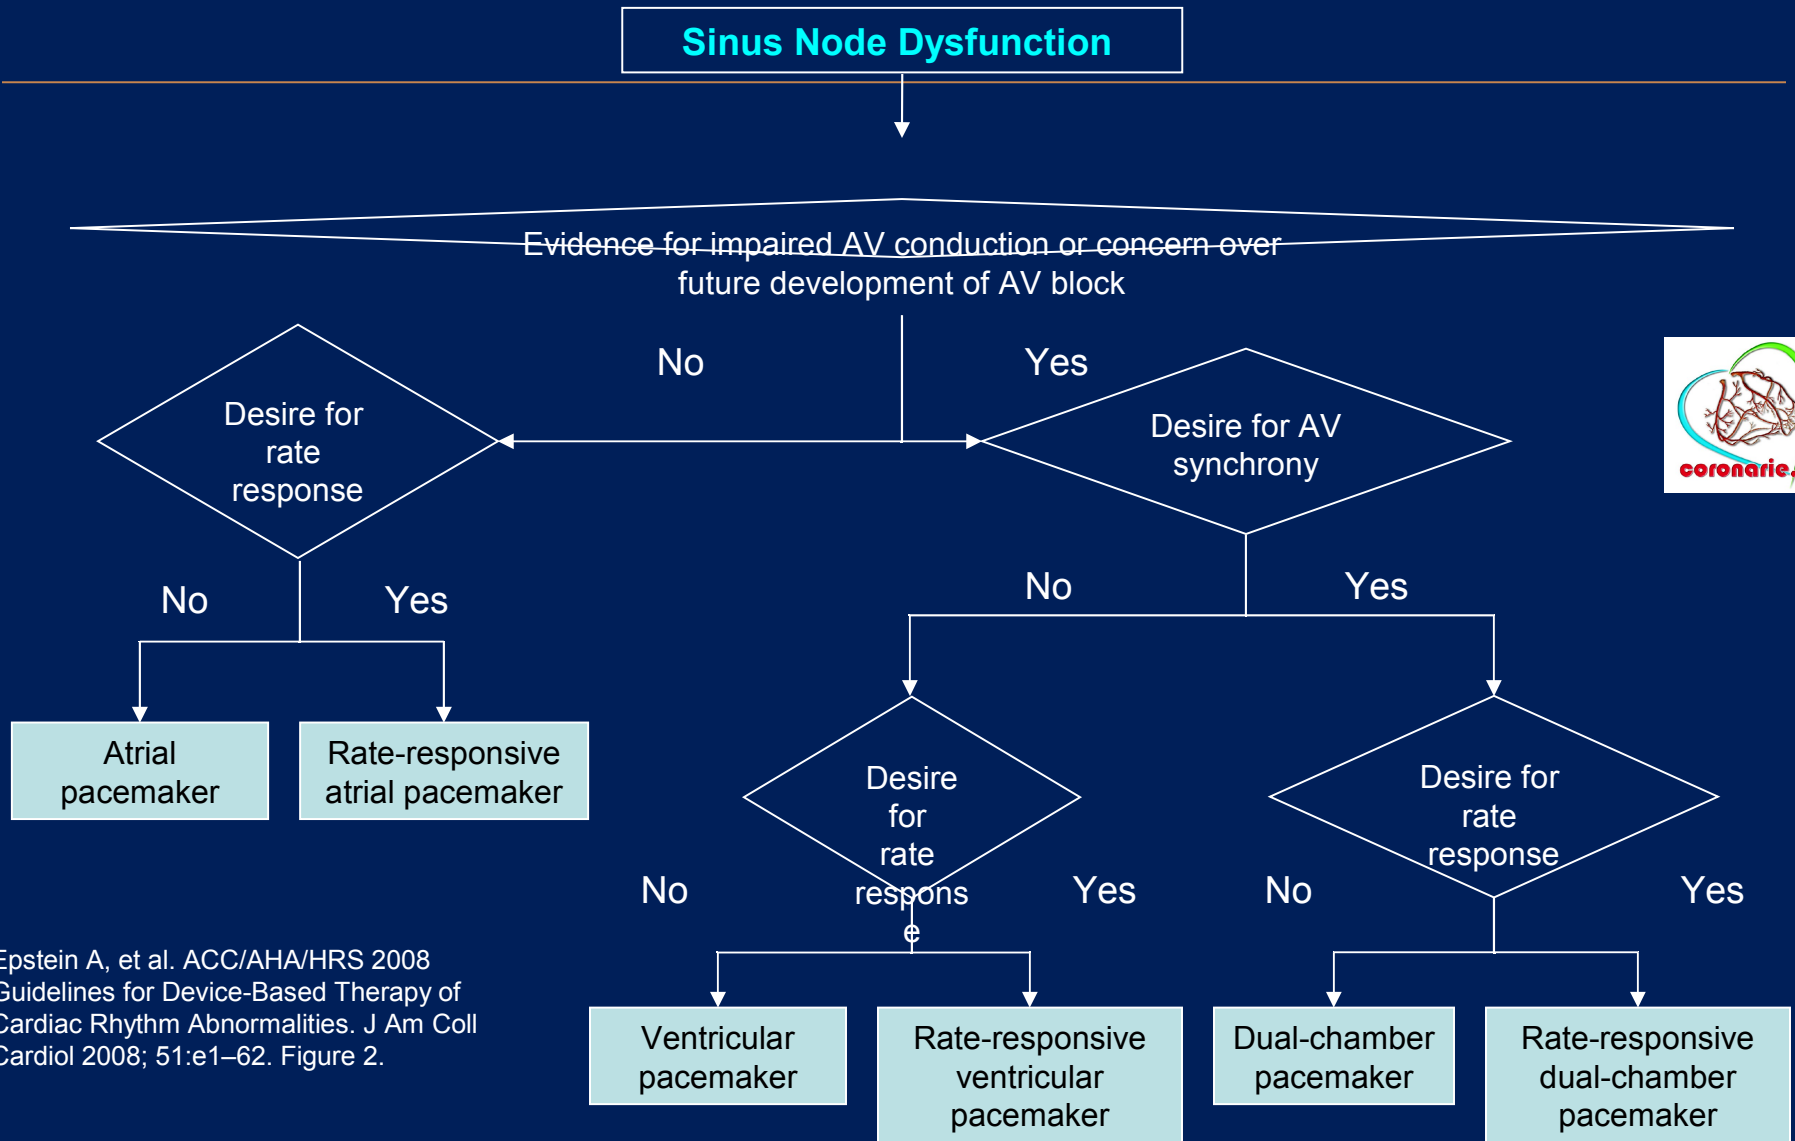 Sinus Node Dysfunction
Evidence for impaired AV conduction or concern over
future development of AV block
No
Yes
Desire for
rate
response
Desire for AV
synchrony
coronarie.
No
Yes
No
Yes
Atrial
pacemaker
Rate-responsive
atrial pacemaker
Desire
for
rate
respons
e
Desire for
rate
response
No
Yes
No
Yes
Epstein A, et al. ACC/AHA/HRS 2008
Guidelines for Device-Based Therapy of
Cardiac Rhythm Abnormalities. J Am Coll
Cardiol 2008; 51:e1–62. Figure 2.
Ventricular
pacemaker
Rate-responsive
ventricular
pacemaker
Dual-chamber
pacemaker
Rate-responsive
dual-chamber
pacemaker